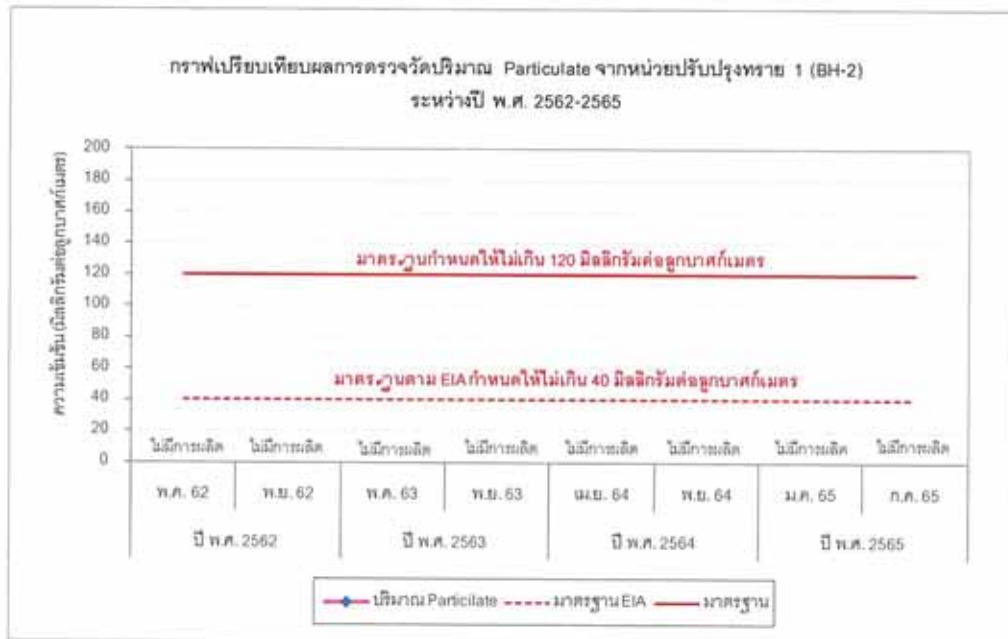 กราฟเปรียบเทียบผลการตรวจวัดปริมาณ Particulate จากหน่วยปรับปรุงทราย 1 (BH-2)
ระหว่างปี พ.ศ. 2562-2565
ความเข้มข้น (มิลลิกรัมต่อลูกบาศก์เมตร)
200
180
160
140
120
100
80
60
40
20
0
มาตรฐานกำหนดให้ไม่เกิน 120 มิลลิกรัมต่อลูกบาศก์เมตร
มาตรฐานตาม EIA กำหนดให้ไม่เกิน 40 มิลลิกรัมต่อลูกบาศก์เมตร
ไม่มีการผลิต ไม่มีการผลิต ไม่มีการผลิต ไม่มีการผลิต ไม่มีการผลิต ไม่มีการผลิต ไม่มีการผลิต ไม่มีการผลิต
พ.ค. 62 พ.ย. 62 พ.ค. 63 พ.ย. 63 เม.ย. 64 พ.ย. 64 ม.ค. 65 ก.ค. 65
ปี พ.ศ. 2562 ปี พ.ศ. 2563 ปี พ.ศ. 2564 ปี พ.ศ. 2565
ปริมาณ Particilate มาตรฐาน EIA มาตรฐาน